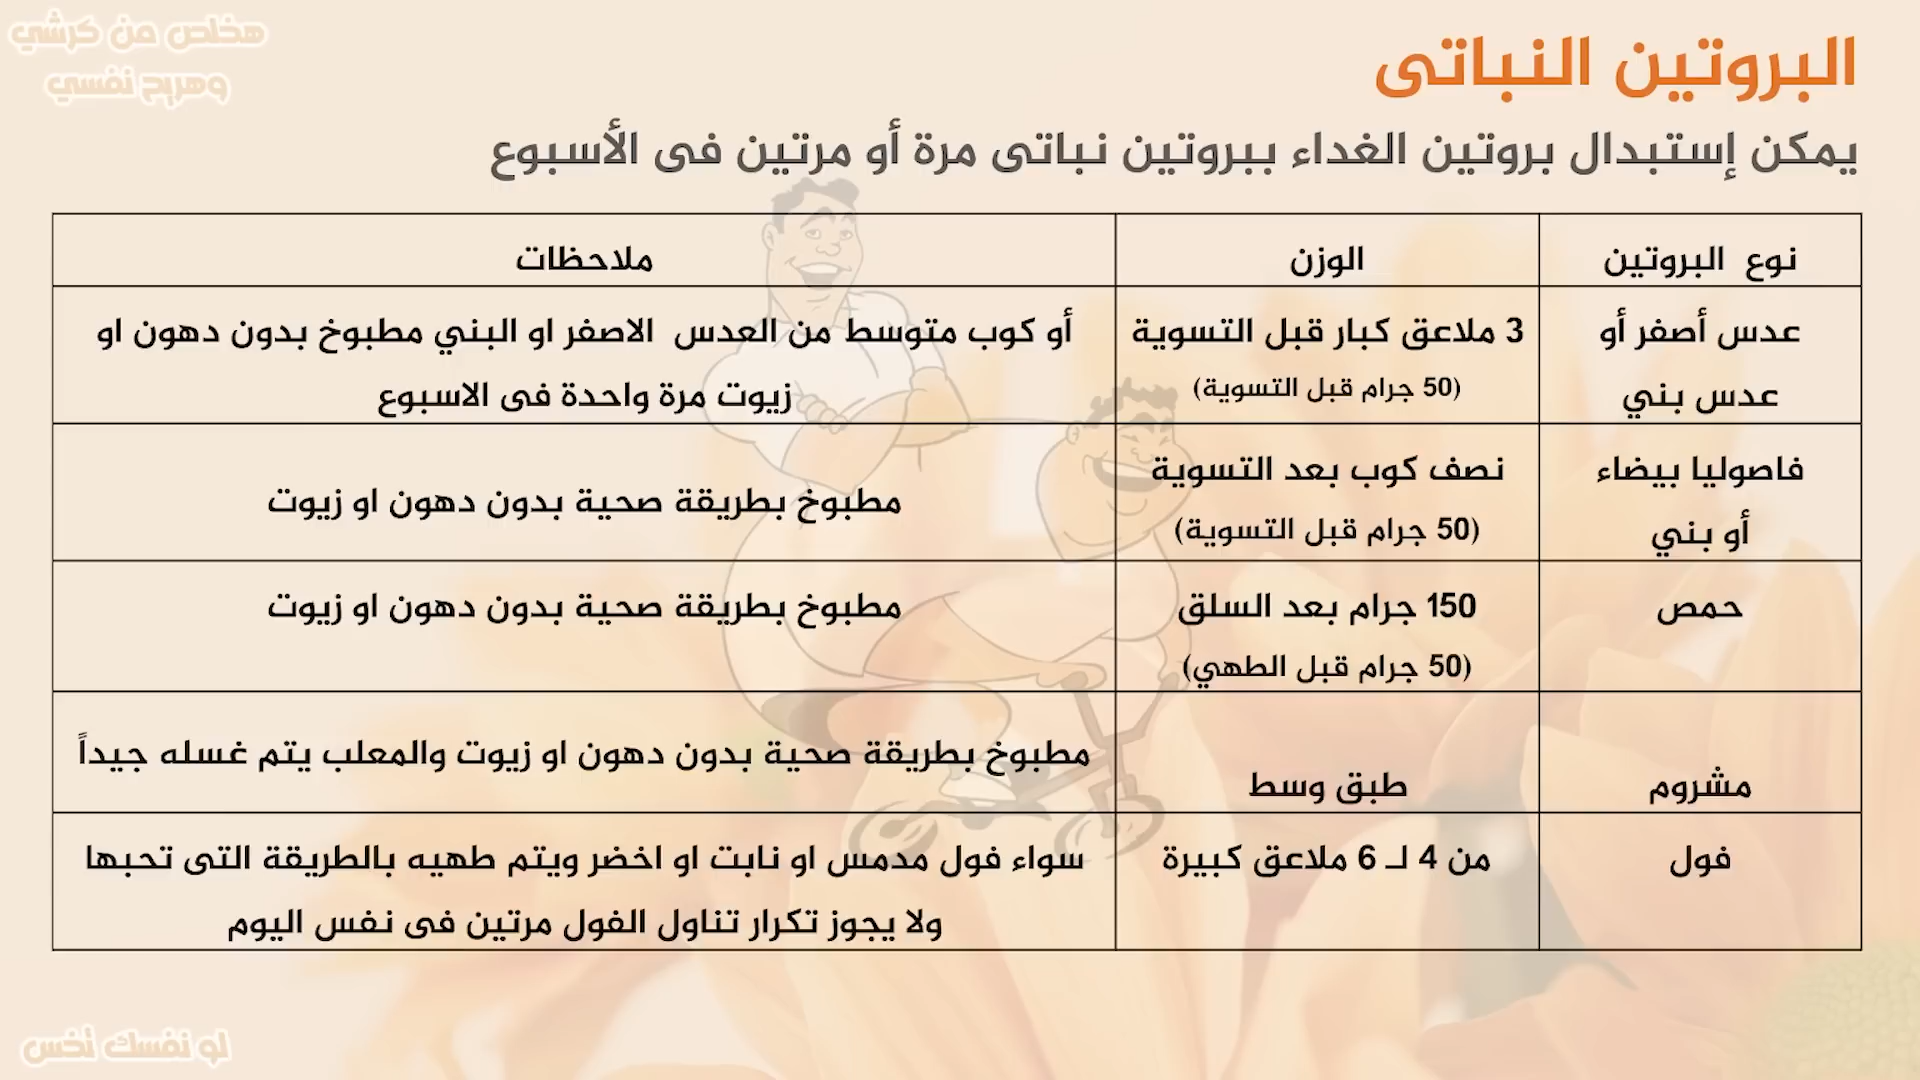 هخلص من كرشي
وهريح نفسي
البروتين النباتى
يمكن إستبدال بروتين الغداء ببروتين نباتى مرة أو مرتين فى الأسبوع
نوع البروتين
الوزن
ملاحظات
عدس أصفر أو
عدس بني
3 ملاعق كبار قبل التسوية
(50 جرام قبل التسوية)
أو كوب متوسط من العدس الاصفر او البني مطبوخ بدون دهون او
زيوت مرة واحدة فى الاسبوع
فاصوليا بيضاء
أو بني
نصف كوب بعد التسوية
(50 جرام قبل التسوية)
مطبوخ بطريقة صحية بدون دهون او زيوت
حمص
150 جرام بعد السلق
(50 جرام قبل الطهي)
مطبوخ بطريقة صحية بدون دهون او زيوت
مشروم
طبق وسط
مطبوخ بطريقة صحية بدون دهون او زيوت والمعلب يتم غسله جيداً
فول
من 4 لـ 6 ملاعق كبيرة
سواء فول مدمس او نابت او اخضر ويتم طهيه بالطريقة التى تحبها
ولا يجوز تكرار تناول الفول مرتين فى نفس اليوم
لو نفسك تخس